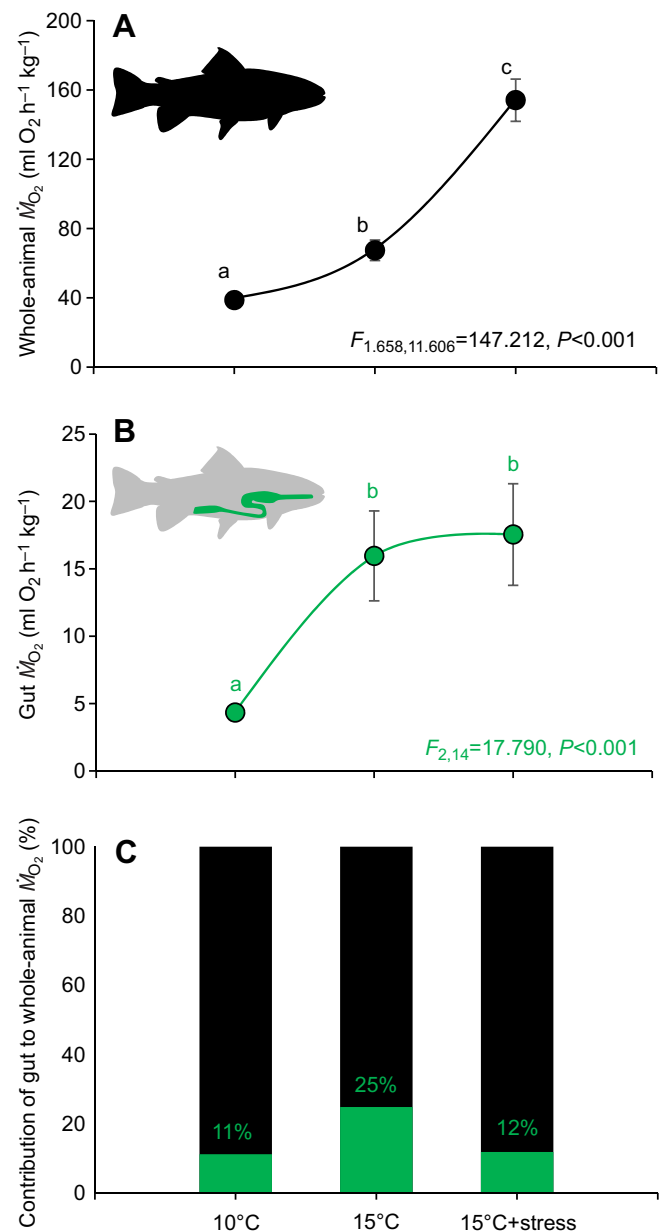 A
Whole-animal ṀO₂ (ml O₂ h⁻¹ kg⁻¹)
200
160
120
80
40
0
a
b
c
F1.658,11.606=147.212, P<0.001
B
Gut ṀO₂ (ml O₂ h⁻¹ kg⁻¹)
25
20
15
10
5
0
a
b
b
F2,14=17.790, P<0.001
C
Contribution of gut to whole-animal ṀO₂ (%)
100
80
60
40
20
0
11%
25%
12%
10°C
15°C
15°C+stress